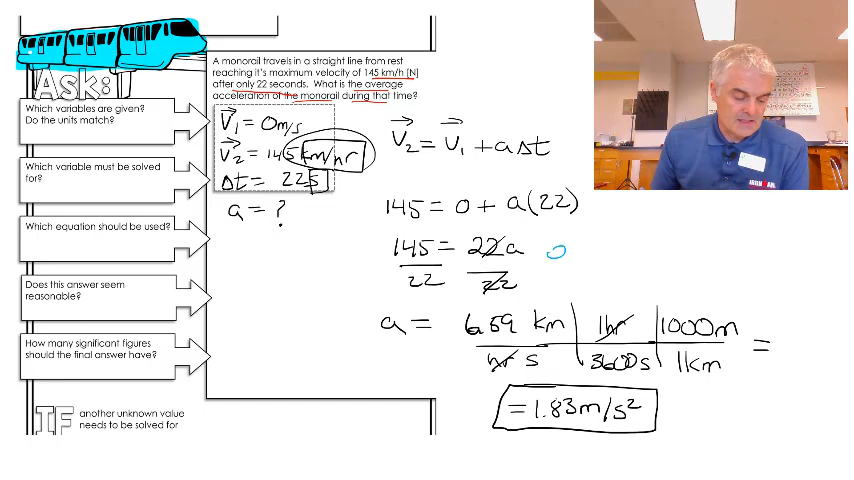 Ask:
A monorail travels in a straight line from rest
reaching it's maximum velocity of 145 km/h [N]
after only 22 seconds. What is the average
acceleration of the monorail during that time?
Which variables are given?
Do the units match?
Which variable must be solved
for?
Which equation should be used?
Does this answer seem
reasonable?
How many significant figures
should the final answer have?
IF another unknown value
needs to be solved for
V₁ = 0m/s
V₂ = 145 km/hr
Δt = 22s
a = ?
V₂ = V₁ + aΔt
145 = 0 + a(22)
145 = 22a
22 22
a = 6.59 km | 1hr | 1000m =
hr s | 3600s | 1km
= 1.83m/s²